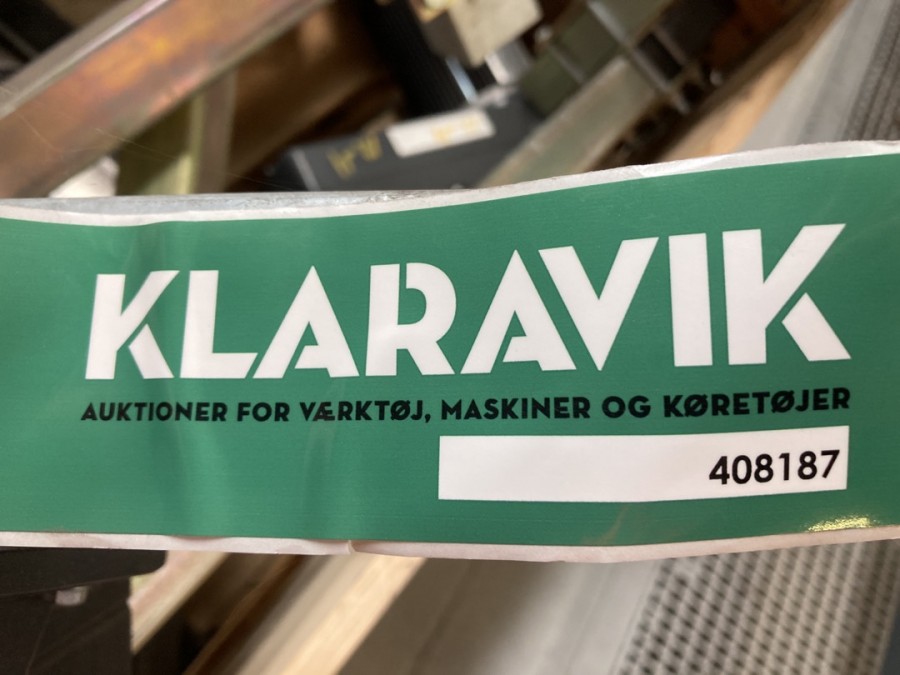 KLARAVIK
AUKTIONER FOR VÆRKTØJ, MASKINER OG KØRETØJER
408187